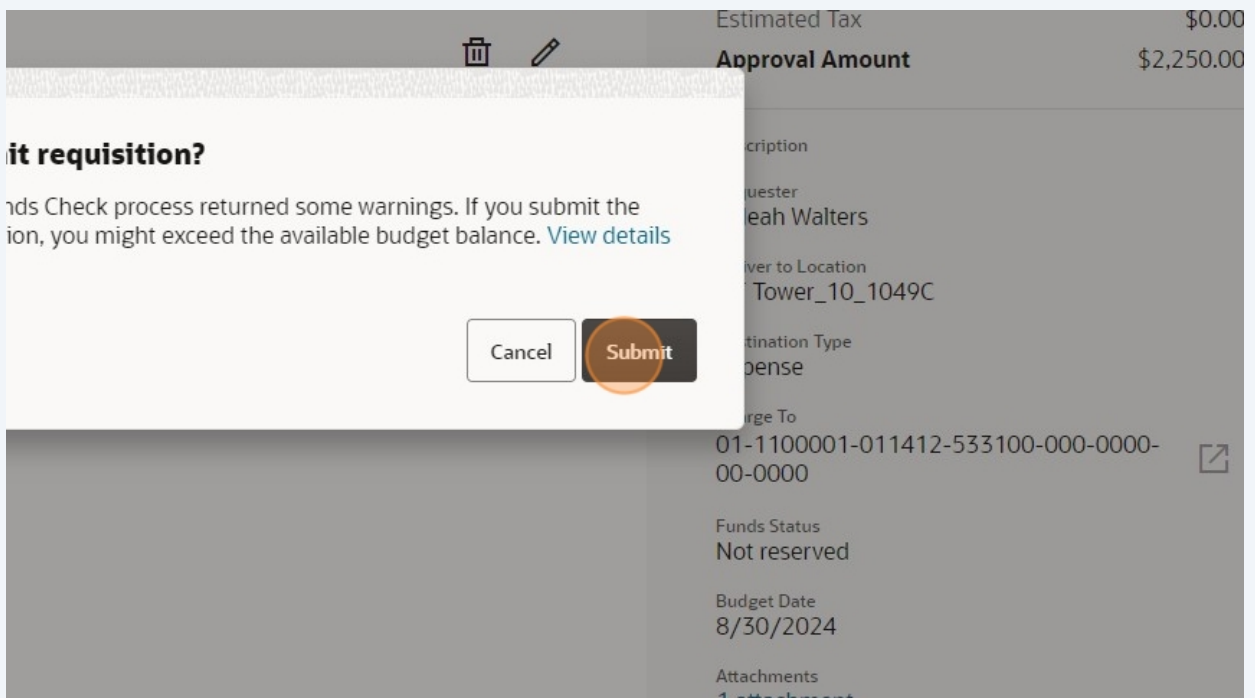 Estimated Tax $0.00
Approval Amount $2,250.00
it requisition?
nds Check process returned some warnings. If you submit the
ion, you might exceed the available budget balance. View details
Cancel Submit
cription
uester
eah Walters
iver to Location
Tower_10_1049C
tination Type
pense
rge To
01-1100001-011412-533100-000-0000-
00-0000
Funds Status
Not reserved
Budget Date
8/30/2024
Attachments
1 attachment